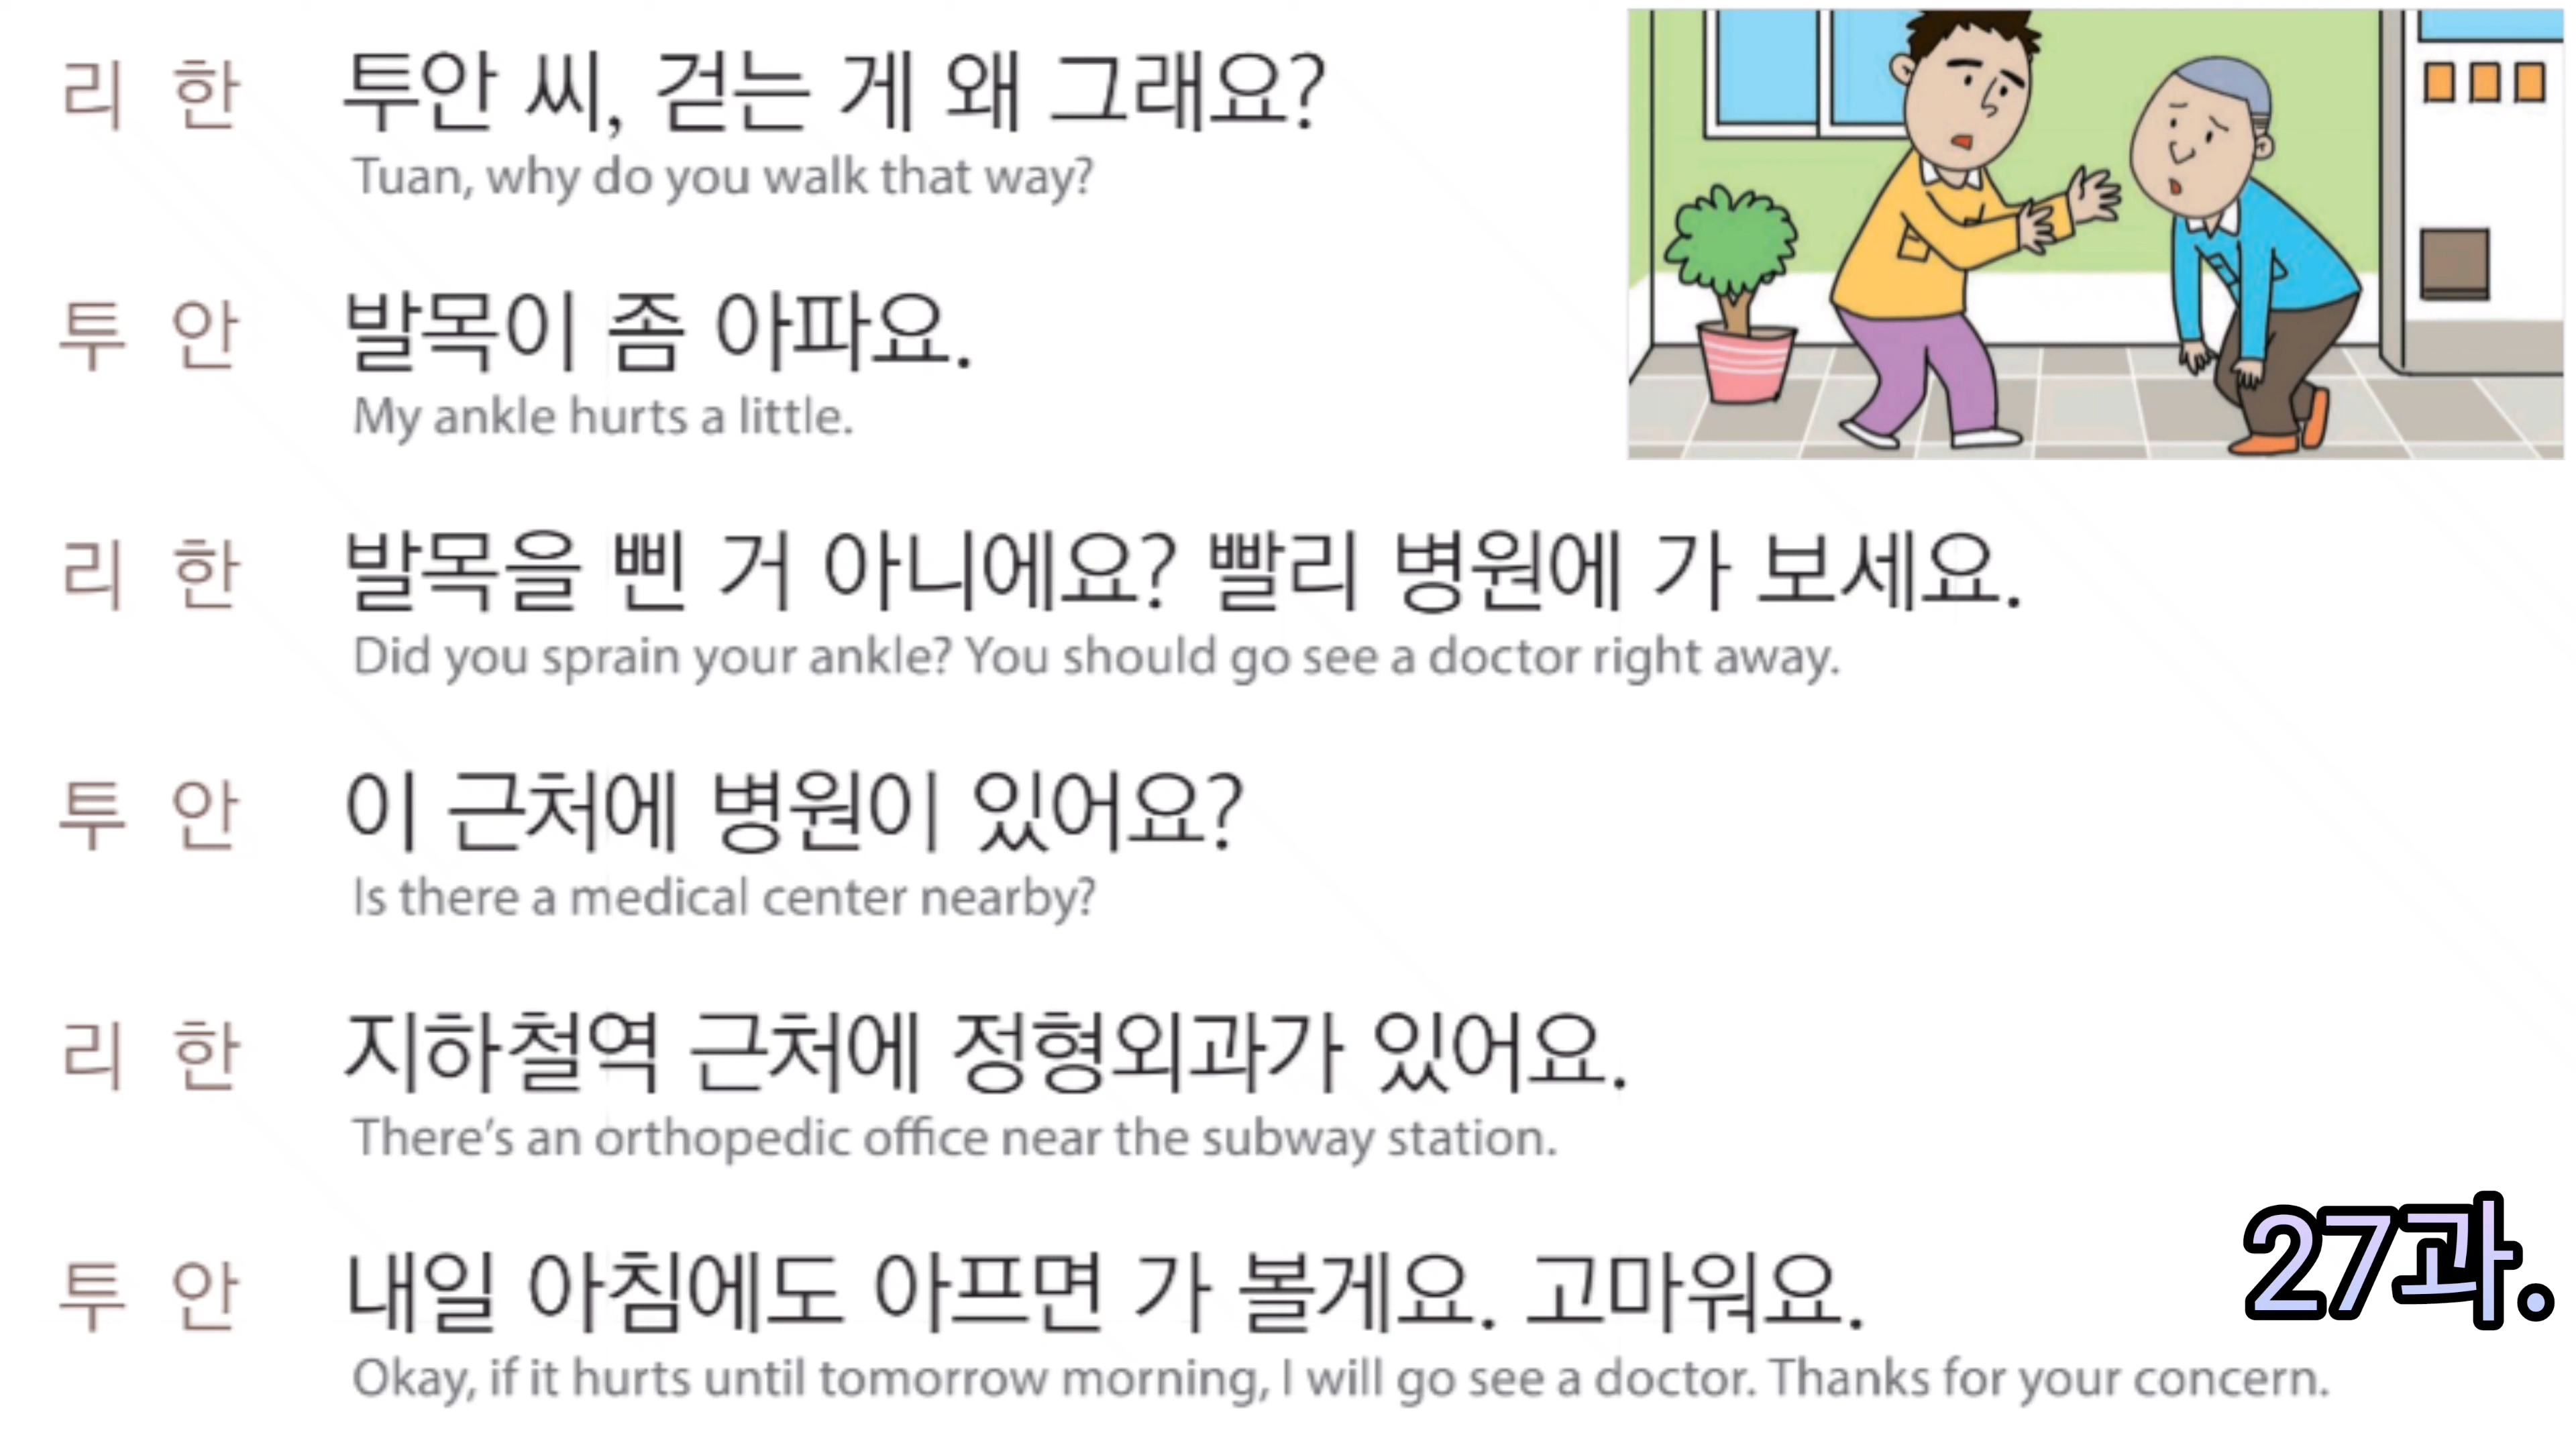 리 한 투안 씨, 걷는 게 왜 그래요?
Tuan, why do you walk that way?
투 안 발목이 좀 아파요.
My ankle hurts a little.
리 한 발목을 삔 거 아니에요? 빨리 병원에 가 보세요.
Did you sprain your ankle? You should go see a doctor right away.
투 안 이 근처에 병원이 있어요?
Is there a medical center nearby?
리 한 지하철역 근처에 정형외과가 있어요.
There's an orthopedic office near the subway station.
투 안 내일 아침에도 아프면 가 볼게요. 고마워요.
Okay, if it hurts until tomorrow morning, I will go see a doctor. Thanks for your concern.
27과.